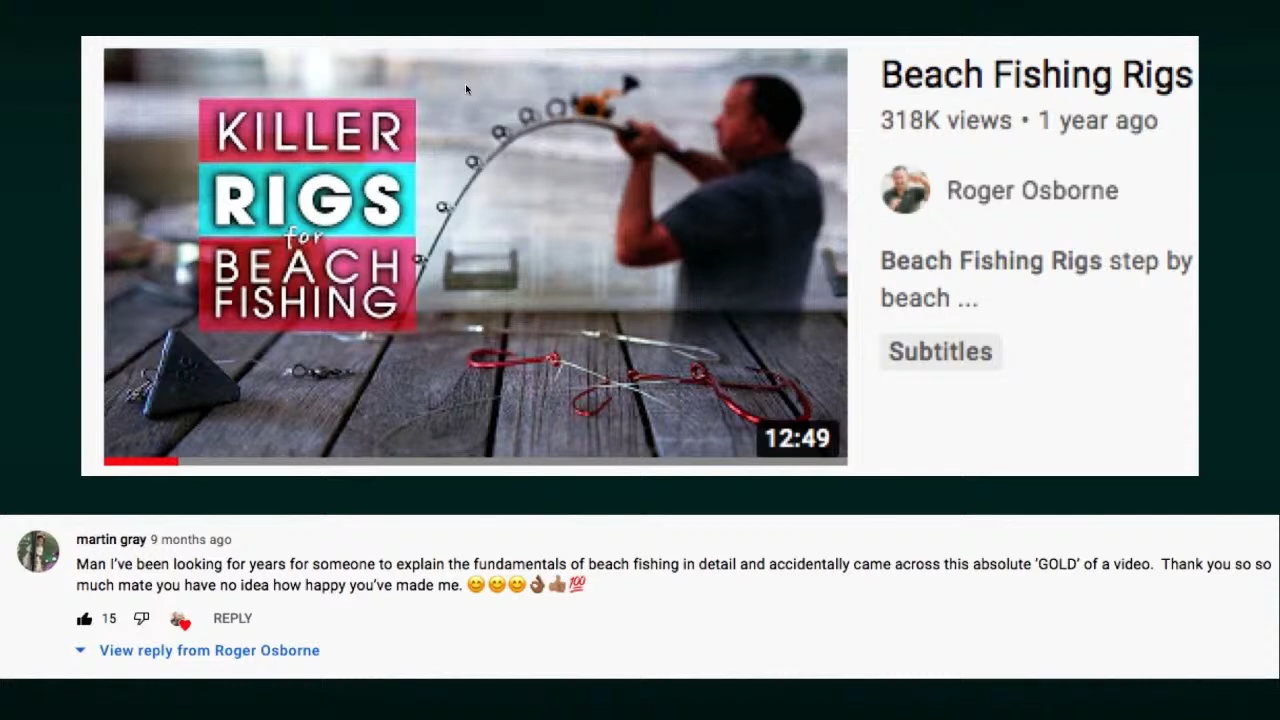 KILLER
RIGS
for
BEACH
FISHING
12:49
Beach Fishing Rigs
318K views • 1 year ago
Roger Osborne
Beach Fishing Rigs step by
beach ...
Subtitles
martin gray 9 months ago
Man I've been looking for years for someone to explain the fundamentals of beach fishing in detail and accidentally came across this absolute 'GOLD' of a video.  Thank you so so
much mate you have no idea how happy you've made me. 😊😊😊👌🏾👍🏽💯
15 REPLY
View reply from Roger Osborne